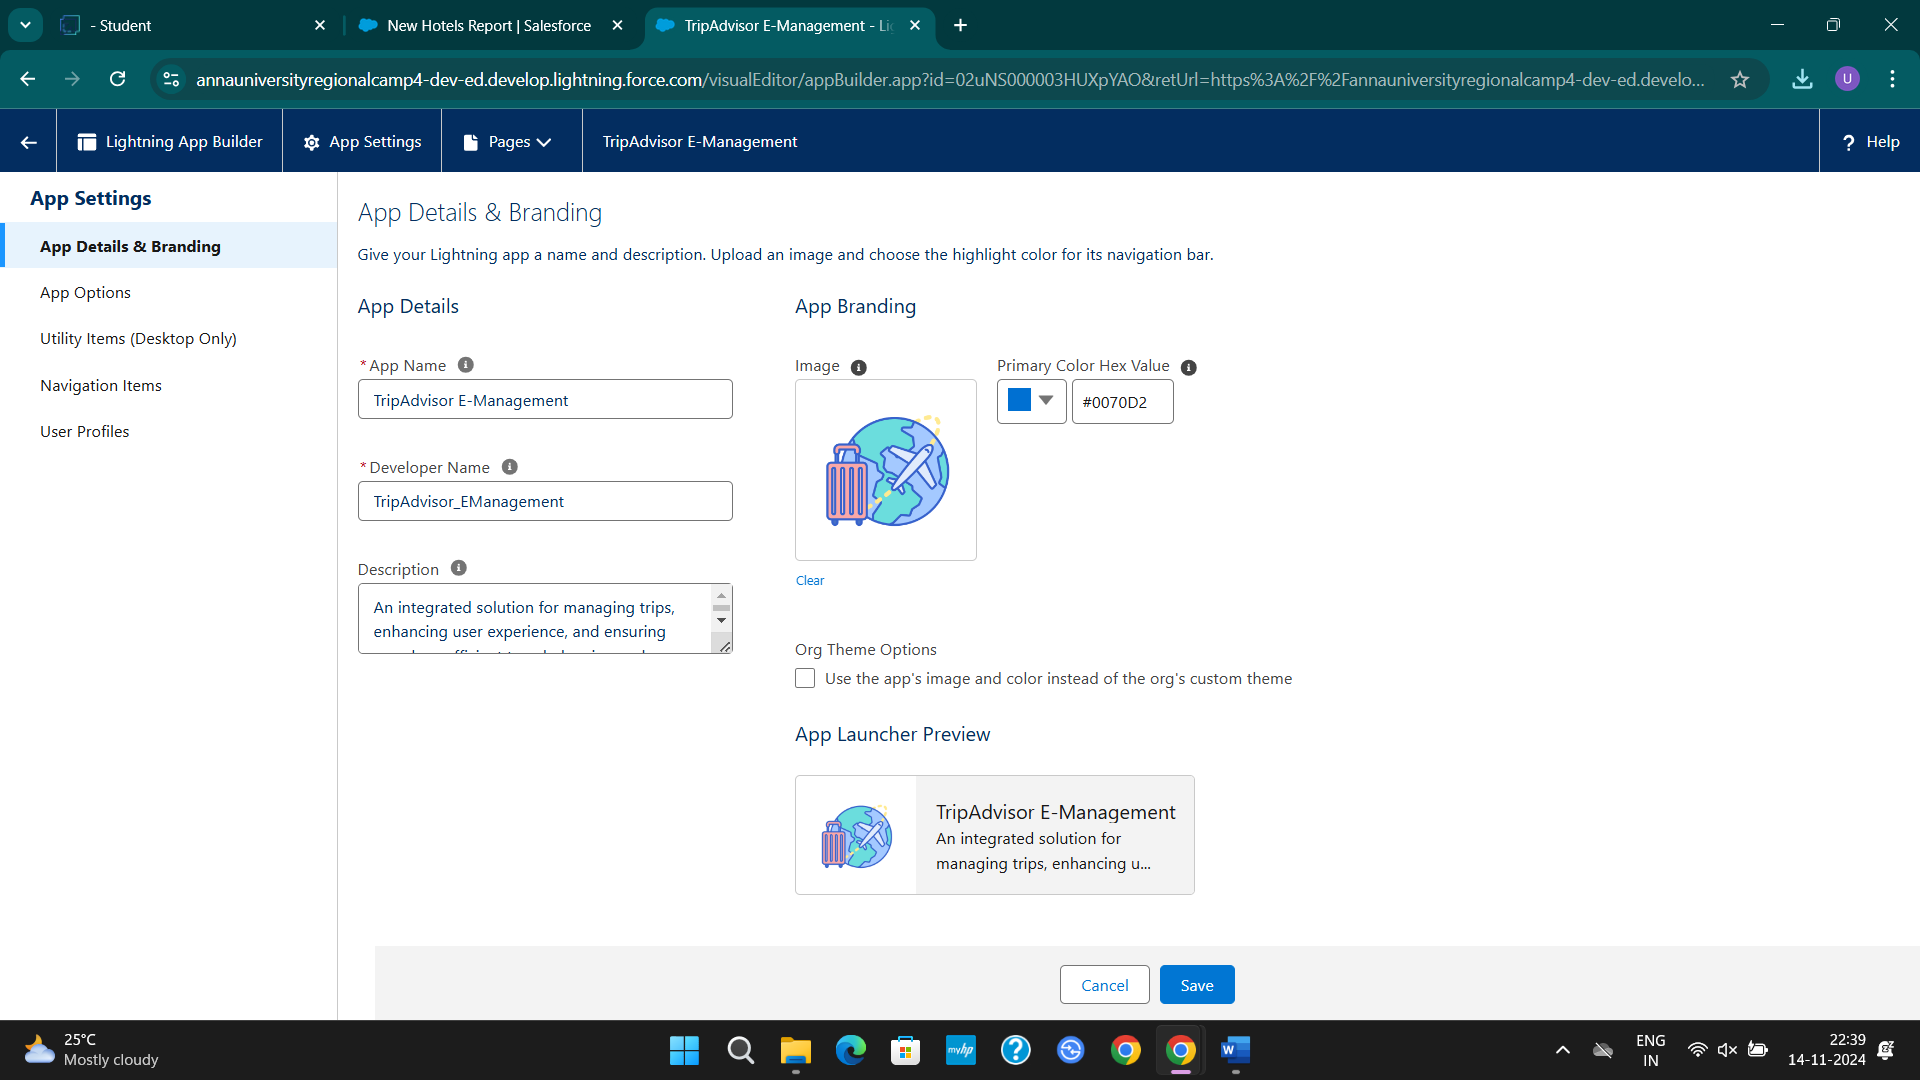 - Student
New Hotels Report | Salesforce
TripAdvisor E-Management - Li
annauniversityregionalcamp4-dev-ed.develop.lightning.force.com/visualEditor/appBuilder.app?id=02uNS000003HUXpYAO&retUrl=https%3A%2F%2Fannauniversityregionalcamp4-dev-ed.develo...
U
Lightning App Builder
App Settings
Pages
TripAdvisor E-Management
? Help
App Settings
App Details & Branding
App Options
Utility Items (Desktop Only)
Navigation Items
User Profiles
App Details & Branding
Give your Lightning app a name and description. Upload an image and choose the highlight color for its navigation bar.
App Details
* App Name
TripAdvisor E-Management
* Developer Name
TripAdvisor_EManagement
Description
An integrated solution for managing trips,
enhancing user experience, and ensuring
App Branding
Image
Clear
Primary Color Hex Value
#0070D2
Org Theme Options
Use the app's image and color instead of the org's custom theme
App Launcher Preview
TripAdvisor E-Management
An integrated solution for
managing trips, enhancing u...
Cancel
Save
25°C
Mostly cloudy
myhp
W
ENG
IN
22:39
14-11-2024